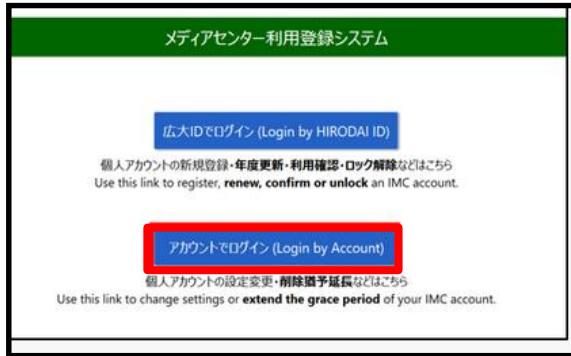 メディアセンター利用登録システム
広大IDでログイン (Login by HIRODAI ID)
個人アカウントの新規登録・年度更新・利用確認・ロック解除などはこちら
Use this link to register, renew, confirm or unlock an IMC account.
アカウントでログイン (Login by Account)
個人アカウントの設定変更・削除猶予延長などはこちら
Use this link to change settings or extend the grace period of your IMC account.